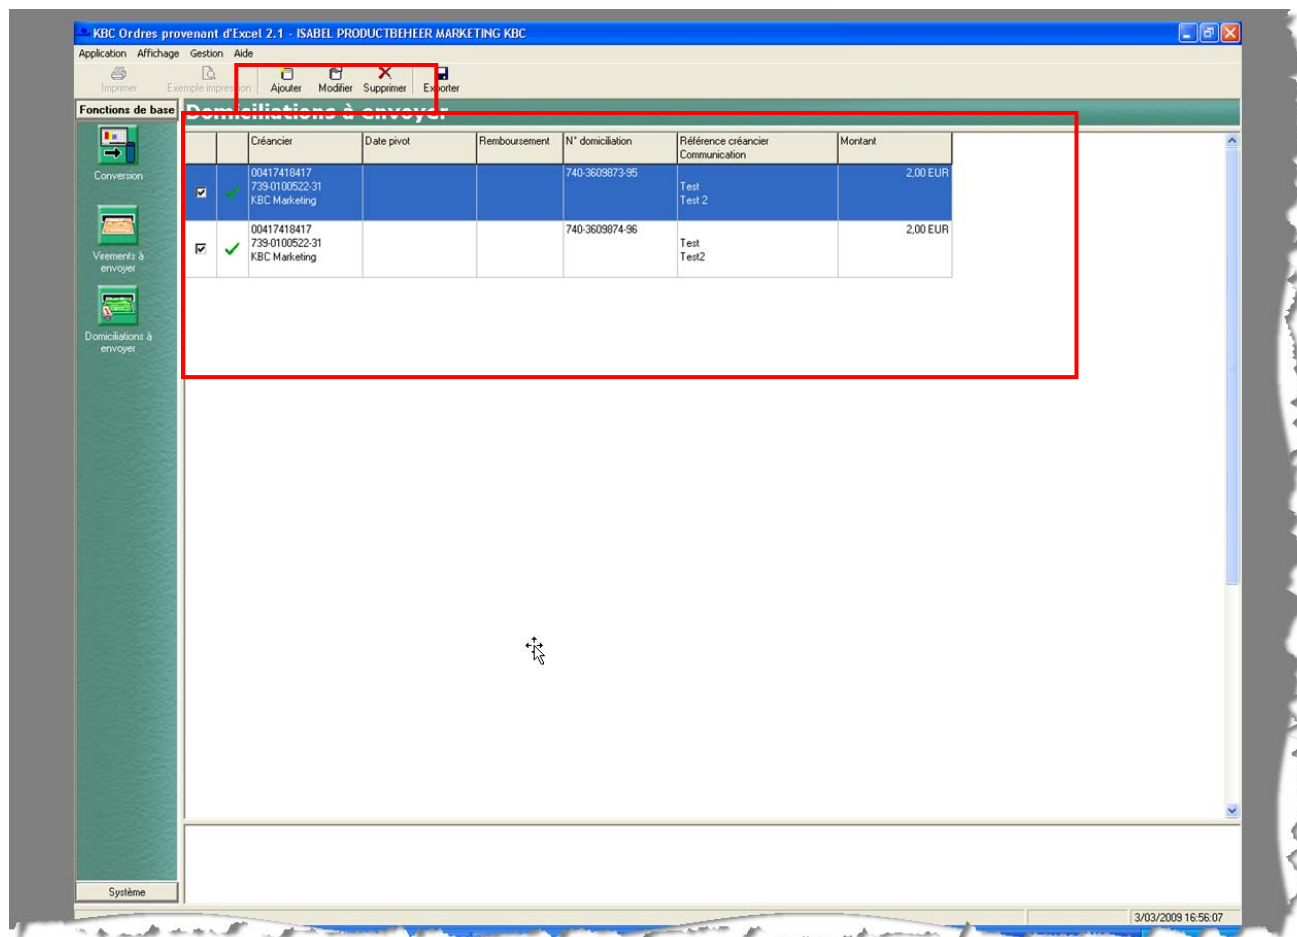 KBC Ordres provenant d'Excel 2.1 - ISABEL PRODUCTBEHEER MARKETING KBC
Application Affichage Gestion Aide
Imprimer Exemple impression Ajouter Modifier Supprimer Exporter
Fonctions de base
Domiciliations à envoyer
Créancier Date pivot Remboursement N° domiciliation Référence créancier Montant
Communication
00417418417 740-3609873-95 2,00 EUR
739-0100522-31 Test
KBC Marketing Test 2
00417418417 740-3609874-96 2,00 EUR
739-0100522-31 Test
KBC Marketing Test2
Conversion
Virements à
envoyer
Domiciliations à
envoyer
Système
3/03/2009 16:56:07